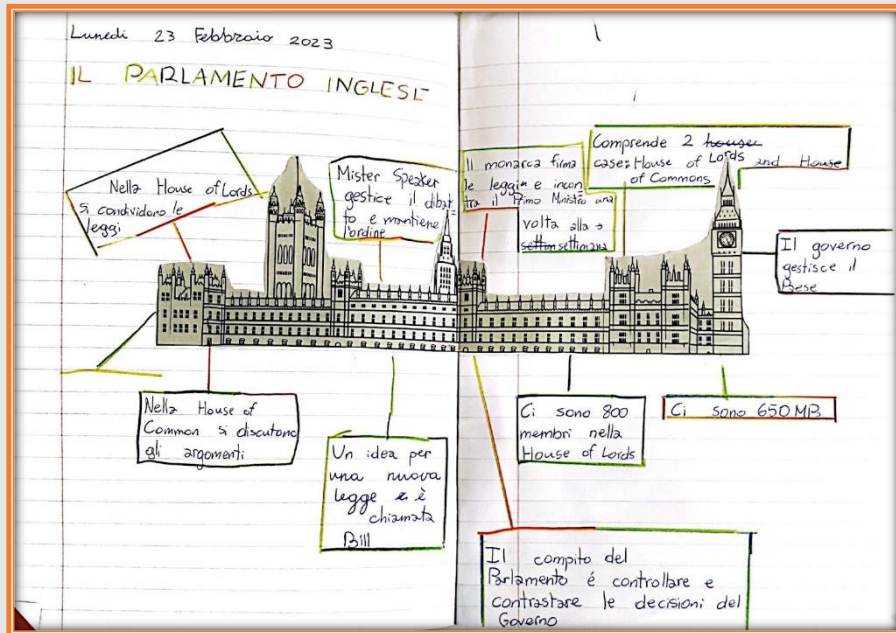 Lunedì 23 Febbraio 2023
IL PARLAMENTO INGLESE
Nella House of Lords
si condividono le
leggi
Mister Speaker
gestice il dibat
to e mantiene
l'ordine
Il monarca firma
le leggi e incon
tra il Primo Ministro una
volta alla →
settim settimana
Comprende 2 house
case: House of Lords and House
of Commons
Il governo
gestisce il
Paese
Nella House of
Common si discutono
gli argomenti
Un idea per
una nuova
legge e è
chiamata
Bill
Ci sono 800
membri nella
House of Lords
Ci sono 650 MPs
Il compito del
Parlamento é controllare e
contrastare le decisioni del
Governo